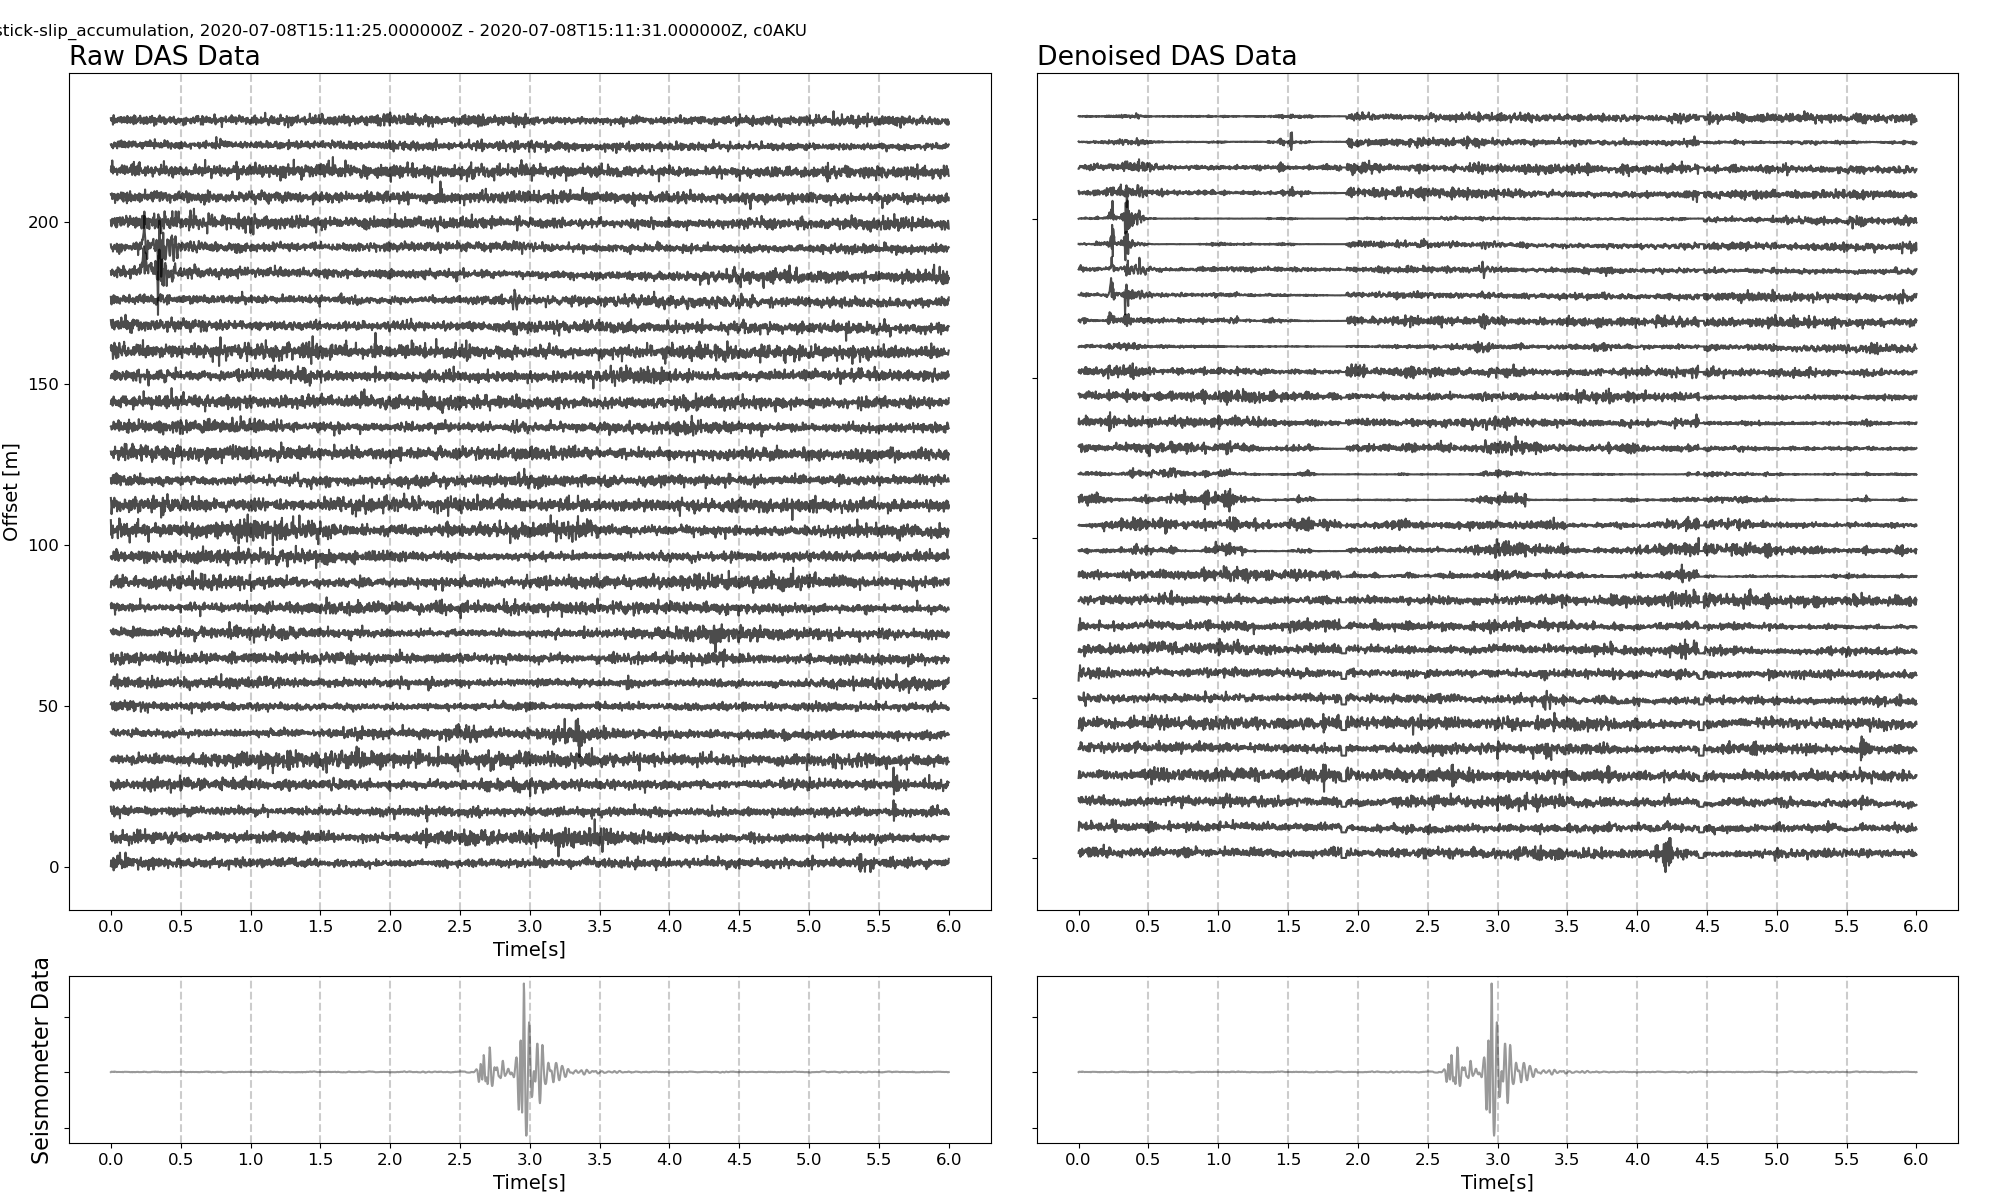 stick-slip_accumulation, 2020-07-08T15:11:25.000000Z - 2020-07-08T15:11:31.000000Z, c0AKU
Raw DAS Data
Denoised DAS Data
Offset [m]
200
150
100
50
0
0.0 0.5 1.0 1.5 2.0 2.5 3.0 3.5 4.0 4.5 5.0 5.5 6.0
Time[s]
0.0 0.5 1.0 1.5 2.0 2.5 3.0 3.5 4.0 4.5 5.0 5.5 6.0
Seismometer Data
0.0 0.5 1.0 1.5 2.0 2.5 3.0 3.5 4.0 4.5 5.0 5.5 6.0
Time[s]
0.0 0.5 1.0 1.5 2.0 2.5 3.0 3.5 4.0 4.5 5.0 5.5 6.0
Time[s]